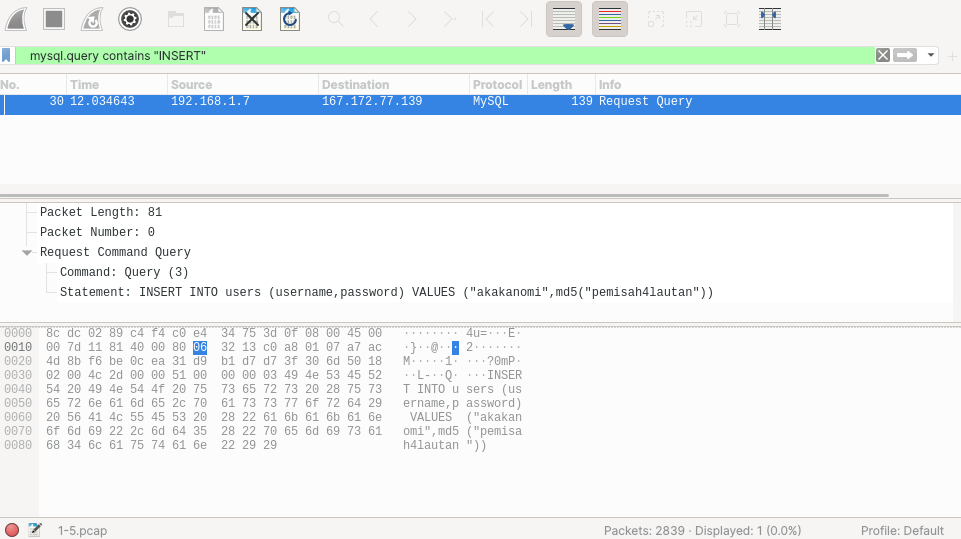 mysql.query contains "INSERT"
No. Time Source Destination Protocol Length Info
30 12.034643 192.168.1.7 167.172.77.139 MySQL 139 Request Query
Packet Length: 81
Packet Number: 0
Request Command Query
Command: Query (3)
Statement: INSERT INTO users (username,password) VALUES ("akakanomi",md5("pemisah4lautan"))
0000 8c dc 02 89 c4 f4 c0 e4 34 75 3d 0f 08 00 45 00 ········ 4u=···E·
0010 00 7d 11 81 40 00 80 06 32 13 c0 a8 01 07 a7 ac ·}··@··· 2·······
0020 4d 8b f6 be 0c ea 31 d9 b1 d7 d7 3f 30 6d 50 18 M·····1· ···?0mP·
0030 02 00 4c 2d 00 00 51 00 00 00 03 49 4e 53 45 52 ··L-··Q· ···INSER
0040 54 20 49 4e 54 4f 20 75 73 65 72 73 20 28 75 73 T INTO u sers (us
0050 65 72 6e 61 6d 65 2c 70 61 73 73 77 6f 72 64 29 ername,p assword)
0060 20 56 41 4c 55 45 53 20 28 22 61 6b 61 6b 61 6e VALUES ("akakan
0070 6f 6d 69 22 2c 6d 64 35 28 22 70 65 6d 69 73 61 omi",md5 ("pemisa
0080 68 34 6c 61 75 74 61 6e 22 29 29 h4lautan "))
1-5.pcap Packets: 2839 · Displayed: 1 (0.0%) Profile: Default